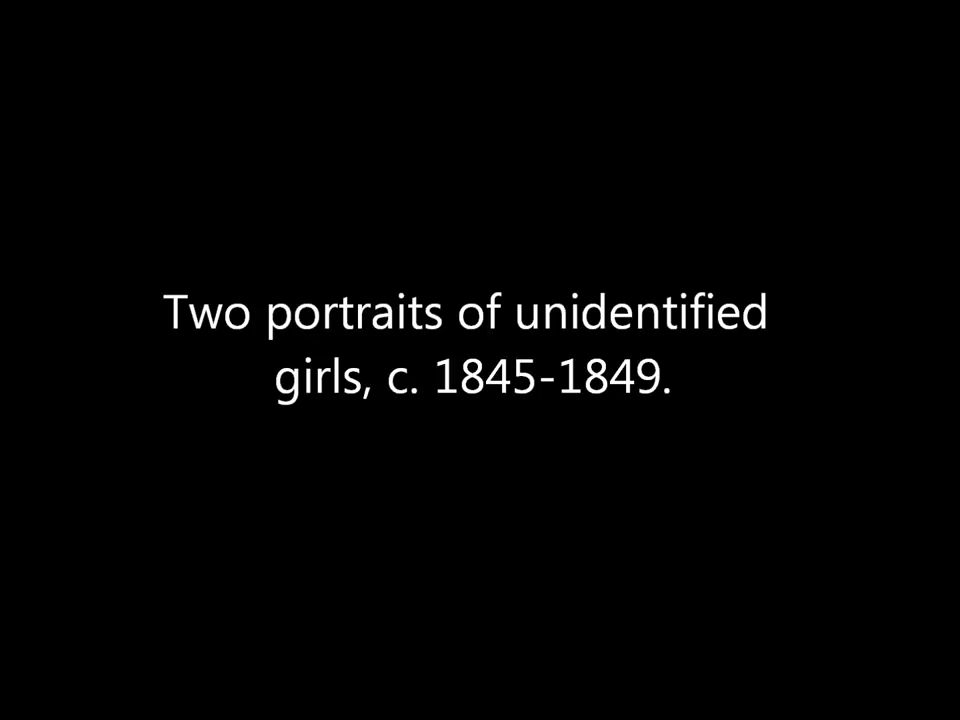 Two portraits of unidentified
girls, c. 1845-1849.